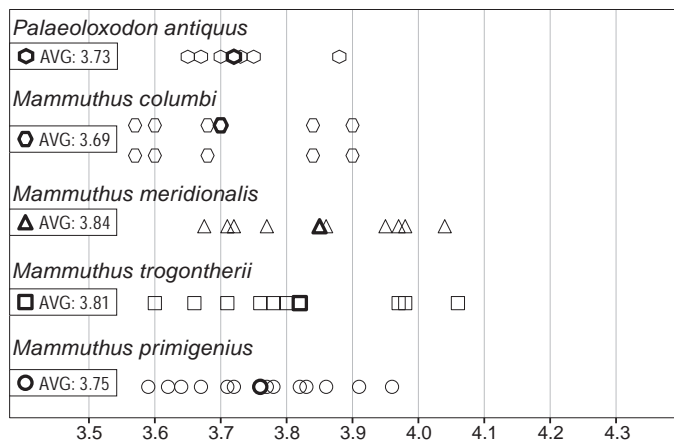 Palaeoloxodon antiquus
AVG: 3.73
Mammuthus columbi
AVG: 3.69
Mammuthus meridionalis
AVG: 3.84
Mammuthus trogontherii
AVG: 3.81
Mammuthus primigenius
AVG: 3.75
3.5 3.6 3.7 3.8 3.9 4.0 4.1 4.2 4.3